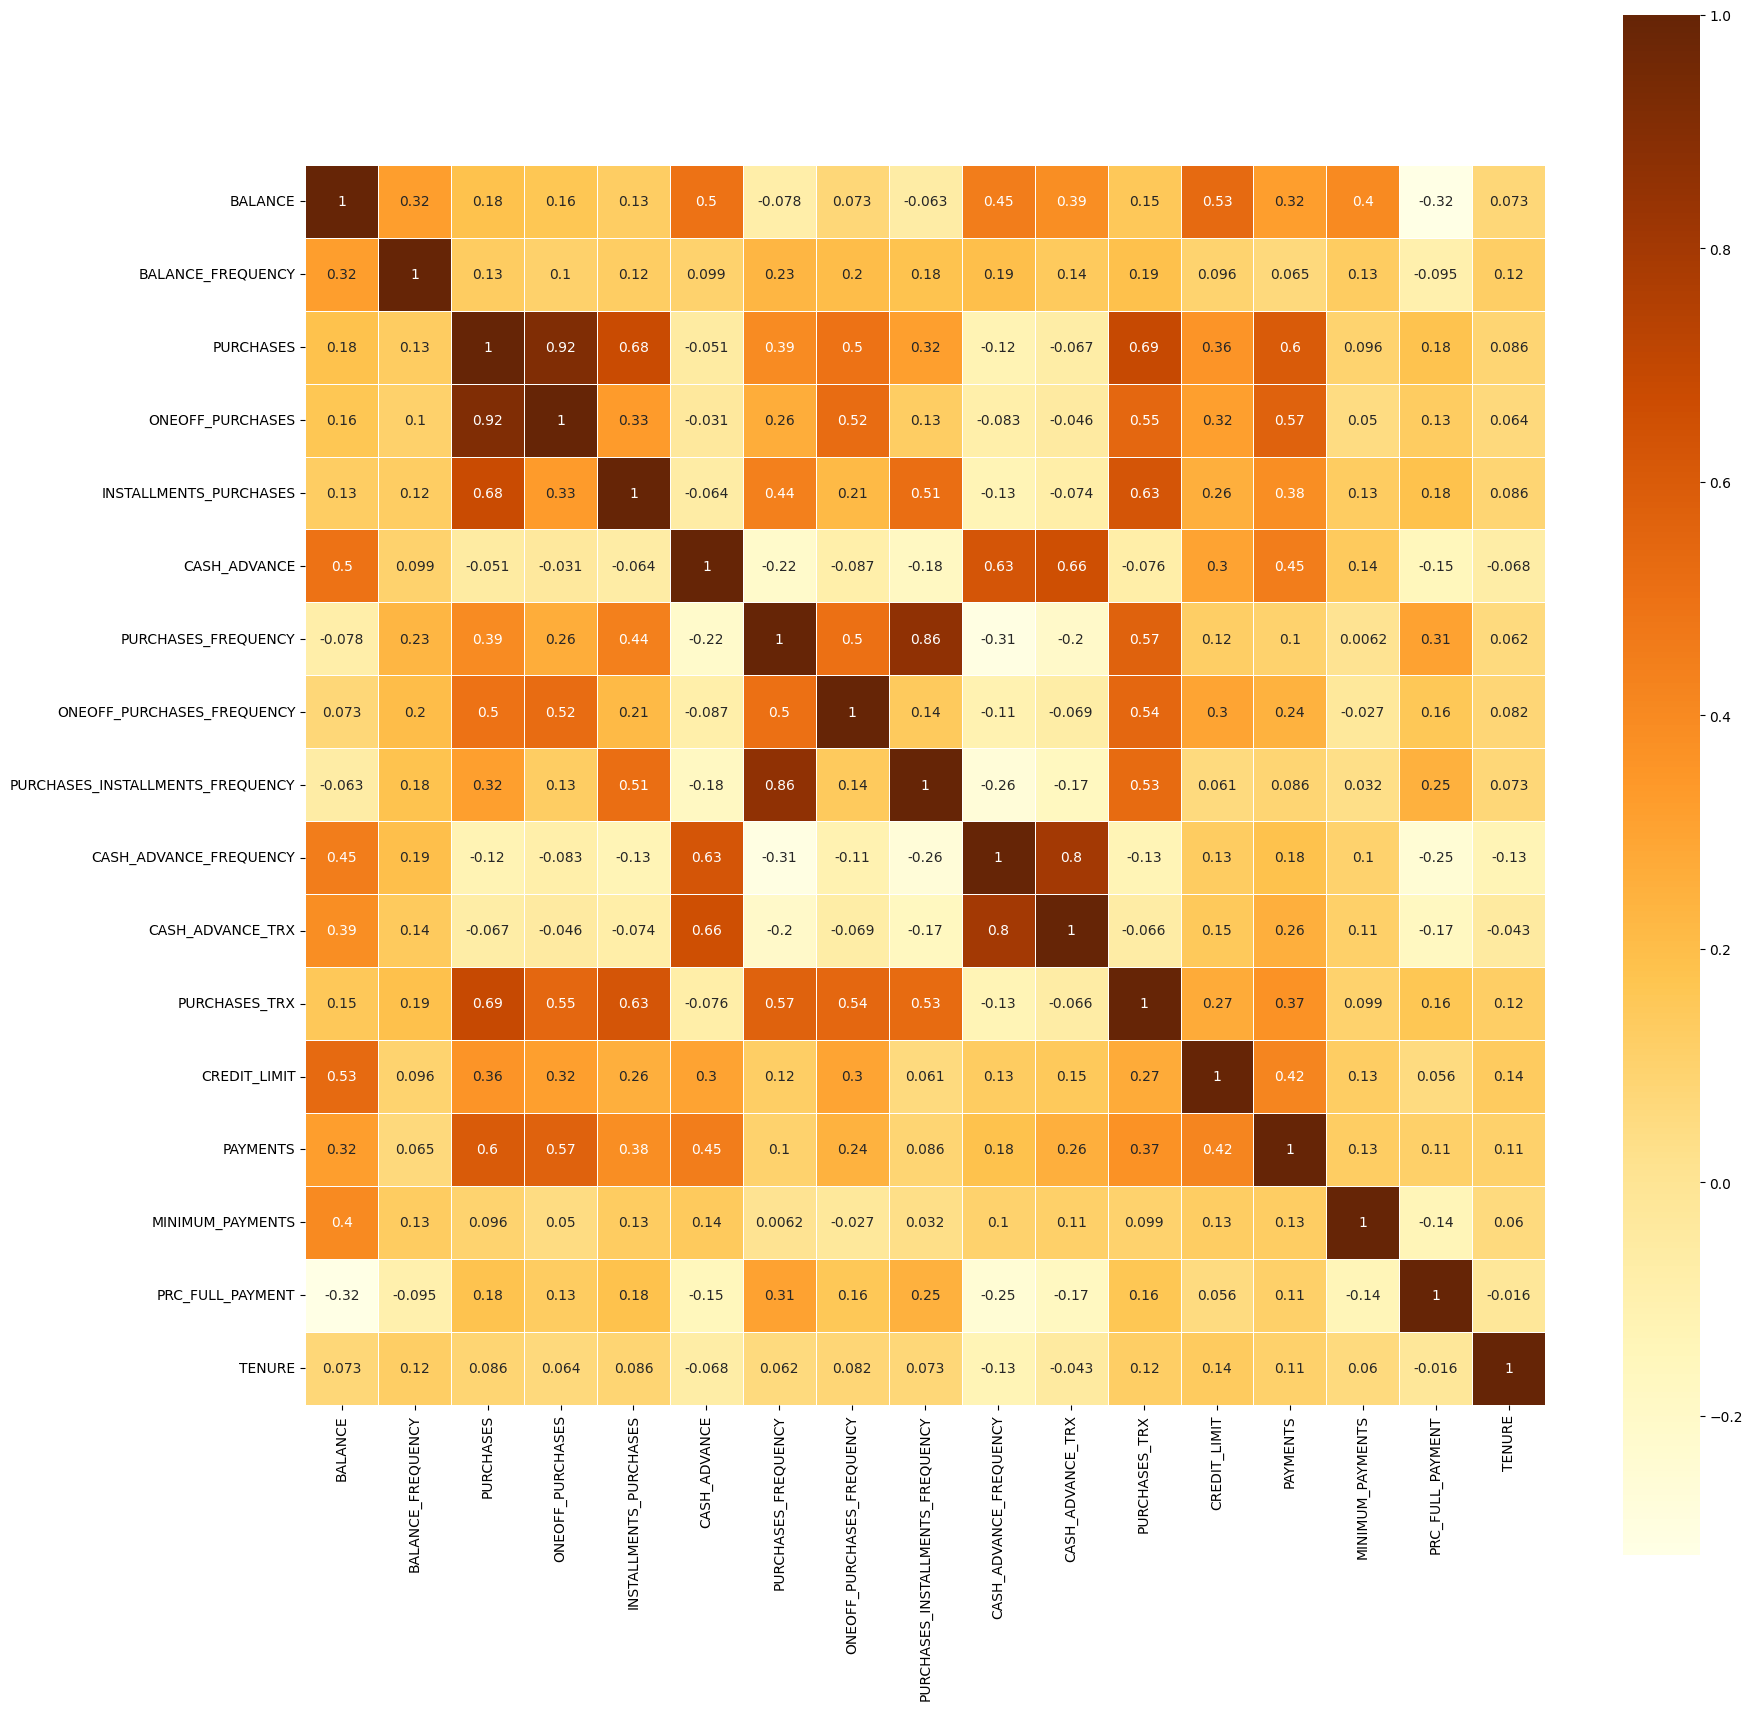 1.0
BALANCE 1 0.32 0.18 0.16 0.13 0.5 -0.078 0.073 -0.063 0.45 0.39 0.15 0.53 0.32 0.4 -0.32 0.073
0.8
BALANCE_FREQUENCY 0.32 1 0.13 0.1 0.12 0.099 0.23 0.2 0.18 0.19 0.14 0.19 0.096 0.065 0.13 -0.095 0.12
PURCHASES 0.18 0.13 1 0.92 0.68 -0.051 0.39 0.5 0.32 -0.12 -0.067 0.69 0.36 0.6 0.096 0.18 0.086
ONEOFF_PURCHASES 0.16 0.1 0.92 1 0.33 -0.031 0.26 0.52 0.13 -0.083 -0.046 0.55 0.32 0.57 0.05 0.13 0.064
0.6
INSTALLMENTS_PURCHASES 0.13 0.12 0.68 0.33 1 -0.064 0.44 0.21 0.51 -0.13 -0.074 0.63 0.26 0.38 0.13 0.18 0.086
CASH_ADVANCE 0.5 0.099 -0.051 -0.031 -0.064 1 -0.22 -0.087 -0.18 0.63 0.66 -0.076 0.3 0.45 0.14 -0.15 -0.068
PURCHASES_FREQUENCY -0.078 0.23 0.39 0.26 0.44 -0.22 1 0.5 0.86 -0.31 -0.2 0.57 0.12 0.1 0.0062 0.31 0.062
ONEOFF_PURCHASES_FREQUENCY 0.073 0.2 0.5 0.52 0.21 -0.087 0.5 1 0.14 -0.11 -0.069 0.54 0.3 0.24 -0.027 0.16 0.082
0.4
PURCHASES_INSTALLMENTS_FREQUENCY -0.063 0.18 0.32 0.13 0.51 -0.18 0.86 0.14 1 -0.26 -0.17 0.53 0.061 0.086 0.032 0.25 0.073
CASH_ADVANCE_FREQUENCY 0.45 0.19 -0.12 -0.083 -0.13 0.63 -0.31 -0.11 -0.26 1 0.8 -0.13 0.13 0.18 0.1 -0.25 -0.13
CASH_ADVANCE_TRX 0.39 0.14 -0.067 -0.046 -0.074 0.66 -0.2 -0.069 -0.17 0.8 1 -0.066 0.15 0.26 0.11 -0.17 -0.043
0.2
PURCHASES_TRX 0.15 0.19 0.69 0.55 0.63 -0.076 0.57 0.54 0.53 -0.13 -0.066 1 0.27 0.37 0.099 0.16 0.12
CREDIT_LIMIT 0.53 0.096 0.36 0.32 0.26 0.3 0.12 0.3 0.061 0.13 0.15 0.27 1 0.42 0.13 0.056 0.14
PAYMENTS 0.32 0.065 0.6 0.57 0.38 0.45 0.1 0.24 0.086 0.18 0.26 0.37 0.42 1 0.13 0.11 0.11
0.0
MINIMUM_PAYMENTS 0.4 0.13 0.096 0.05 0.13 0.14 0.0062 -0.027 0.032 0.1 0.11 0.099 0.13 0.13 1 -0.14 0.06
PRC_FULL_PAYMENT -0.32 -0.095 0.18 0.13 0.18 -0.15 0.31 0.16 0.25 -0.25 -0.17 0.16 0.056 0.11 -0.14 1 -0.016
TENURE 0.073 0.12 0.086 0.064 0.086 -0.068 0.062 0.082 0.073 -0.13 -0.043 0.12 0.14 0.11 0.06 -0.016 1
−0.2
BALANCE
BALANCE_FREQUENCY
PURCHASES
ONEOFF_PURCHASES
INSTALLMENTS_PURCHASES
CASH_ADVANCE
PURCHASES_FREQUENCY
ONEOFF_PURCHASES_FREQUENCY
PURCHASES_INSTALLMENTS_FREQUENCY
CASH_ADVANCE_FREQUENCY
CASH_ADVANCE_TRX
PURCHASES_TRX
CREDIT_LIMIT
PAYMENTS
MINIMUM_PAYMENTS
PRC_FULL_PAYMENT
TENURE